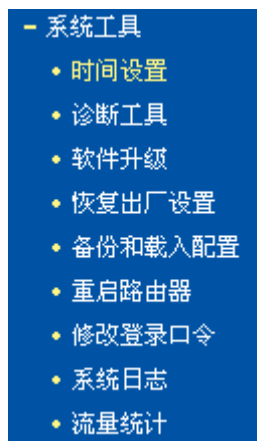 − 系统工具
• 时间设置
• 诊断工具
• 软件升级
• 恢复出厂设置
• 备份和载入配置
• 重启路由器
• 修改登录口令
• 系统日志
• 流量统计